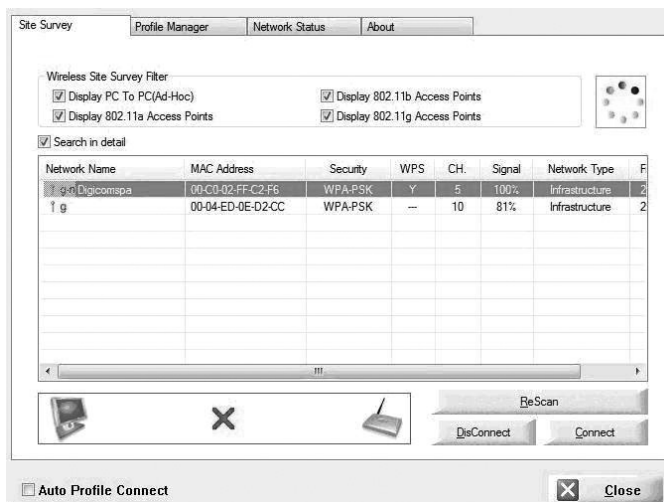 Site Survey Profile Manager Network Status About
Wireless Site Survey Filter
Display PC To PC(Ad-Hoc) Display 802.11b Access Points
Display 802.11a Access Points Display 802.11g Access Points
Search in detail
Network Name MAC Address Security WPS CH. Signal Network Type F
g-n Digicomspa 00-C0-02-FF-C2-F6 WPA-PSK Y 5 100% Infrastructure 2
g 00-04-ED-0E-D2-CC WPA-PSK --- 10 81% Infrastructure 2
ReScan
DisConnect Connect
Auto Profile Connect Close